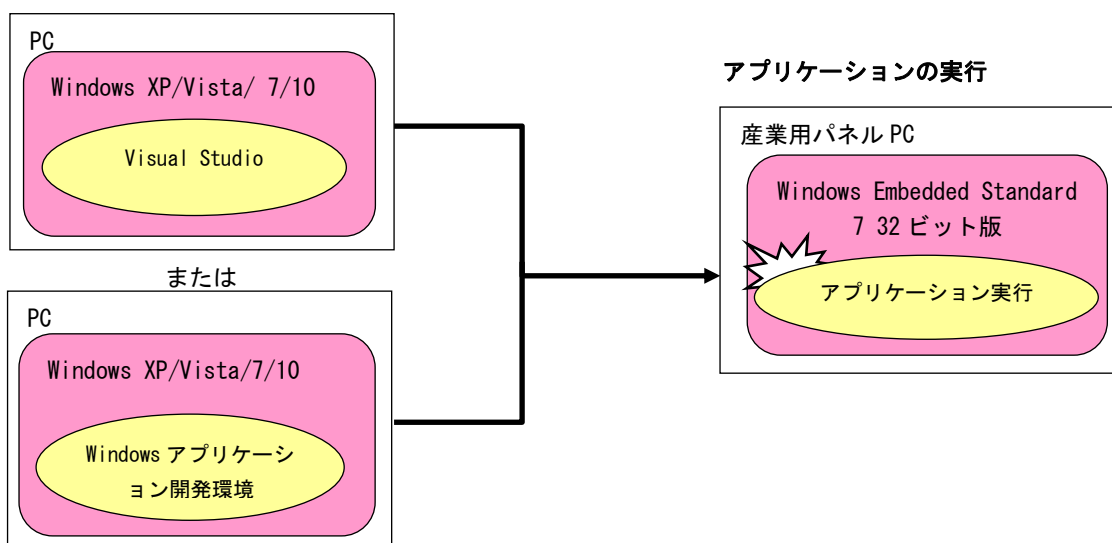 PC
Windows XP/Vista/ 7/10
Visual Studio
または
PC
Windows XP/Vista/7/10
Windows アプリケーシ
ョン開発環境
アプリケーションの実行
産業用パネル PC
Windows Embedded Standard
7 32 ビット版
アプリケーション実行